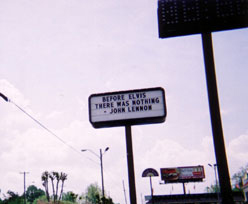 BEFORE ELVIS
THERE WAS NOTHING
- JOHN LENNON